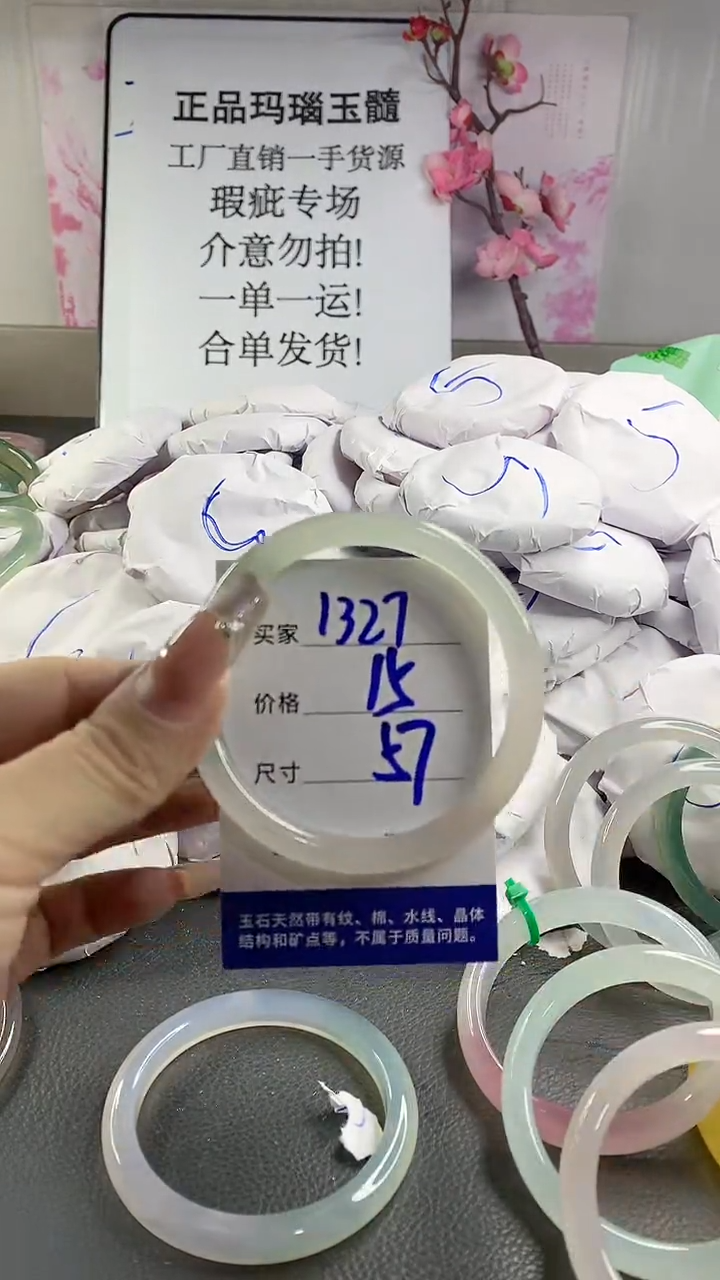 正品玛瑙玉髓
工厂直销一手货源
瑕疵专场
介意勿拍!
一单一运!
合单发货!
买家 1327
价格 15
尺寸 57
玉石天然带有纹、棉、水线、晶体
结构和矿点等，不属于质量问题。